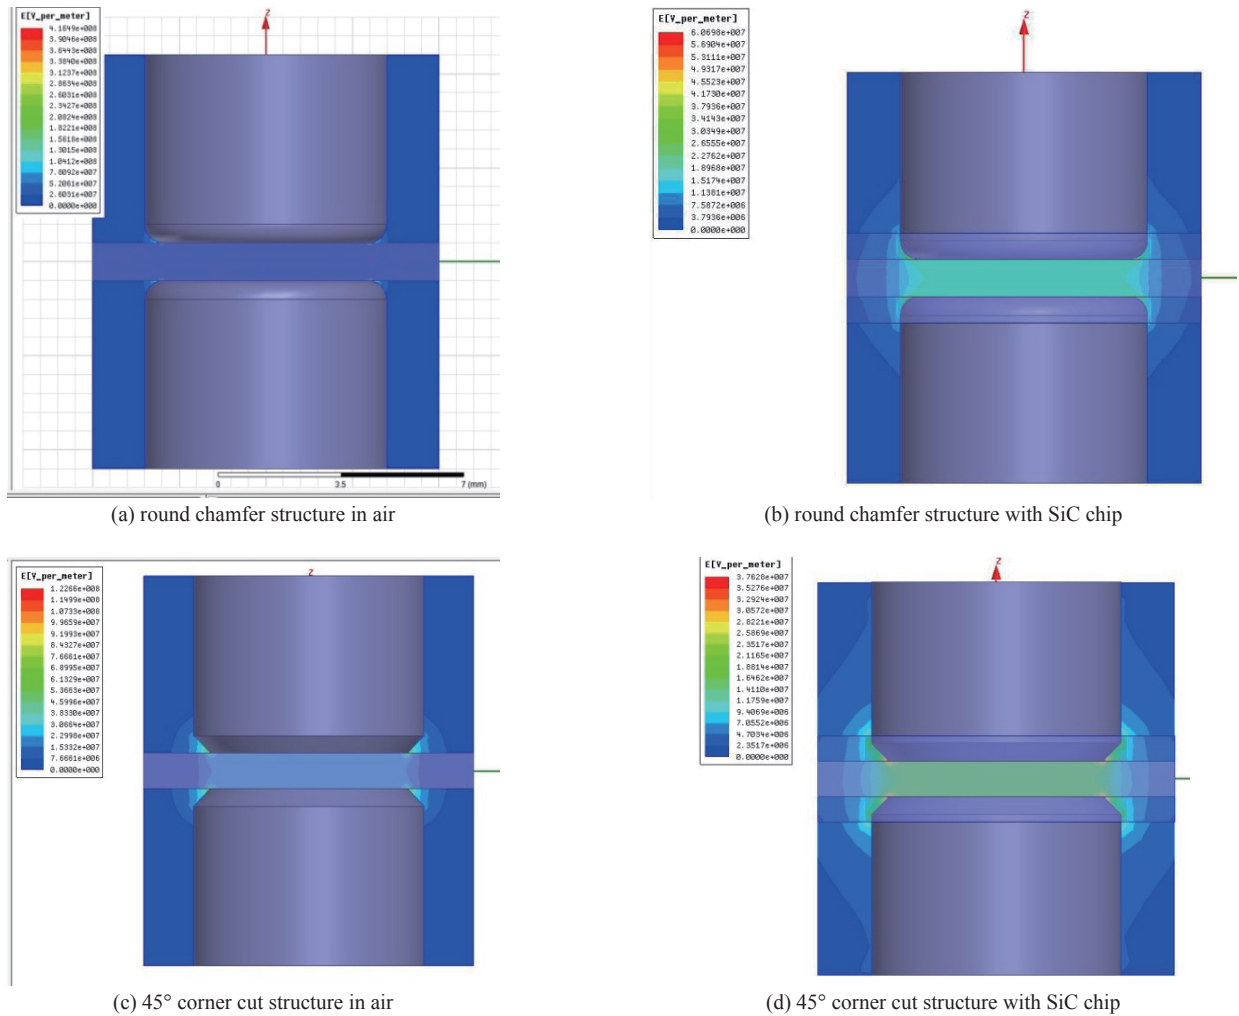 E[V_per_meter]
4.1649e+008
3.9046e+008
3.6443e+008
3.3840e+008
3.1237e+008
2.8634e+008
2.6031e+008
2.3427e+008
2.0824e+008
1.8221e+008
1.5618e+008
1.3015e+008
1.0412e+008
7.8092e+007
5.2061e+007
2.6031e+007
0.0000e+000
Z
0 3.5 7 (mm)
(a) round chamfer structure in air
E[V_per_meter]
6.0698e+007
5.6904e+007
5.3111e+007
4.9317e+007
4.5523e+007
4.1730e+007
3.7936e+007
3.4143e+007
3.0349e+007
2.6555e+007
2.2762e+007
1.8968e+007
1.5174e+007
1.1381e+007
7.5872e+006
3.7936e+006
0.0000e+000
Z
(b) round chamfer structure with SiC chip
E[V_per_meter]
1.2266e+008
1.1499e+008
1.0733e+008
9.9659e+007
9.1993e+007
8.4327e+007
7.6661e+007
6.8995e+007
6.1329e+007
5.3663e+007
4.5996e+007
3.8330e+007
3.0664e+007
2.2998e+007
1.5332e+007
7.6661e+006
0.0000e+000
Z
(c) 45° corner cut structure in air
E[V_per_meter]
3.7628e+007
3.5276e+007
3.2924e+007
3.0572e+007
2.8221e+007
2.5869e+007
2.3517e+007
2.1165e+007
1.8814e+007
1.6462e+007
1.4110e+007
1.1759e+007
9.4069e+006
7.0552e+006
4.7034e+006
2.3517e+006
0.0000e+000
Z
(d) 45° corner cut structure with SiC chip